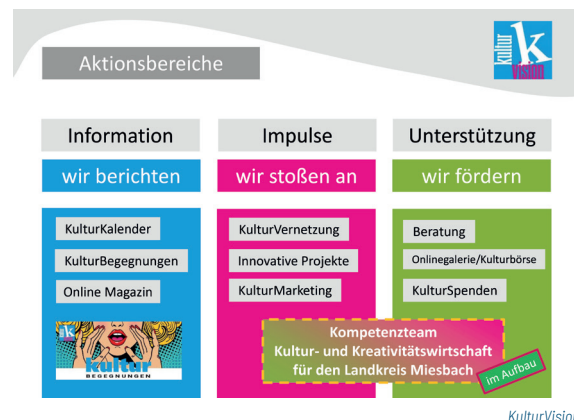 Aktionsbereiche
kultur
k
vision
Information
Impulse
Unterstützung
wir berichten
wir stoßen an
wir fördern
KulturKalender
KulturBegegnungen
Online Magazin
KulturVernetzung
Innovative Projekte
KulturMarketing
Beratung
Onlinegalerie/Kulturbörse
KulturSpenden
k
kultur
BEGEGNUNGEN
Kompetenzteam
Kultur- und Kreativitätswirtschaft
für den Landkreis Miesbach
im Aufbau
KulturVision